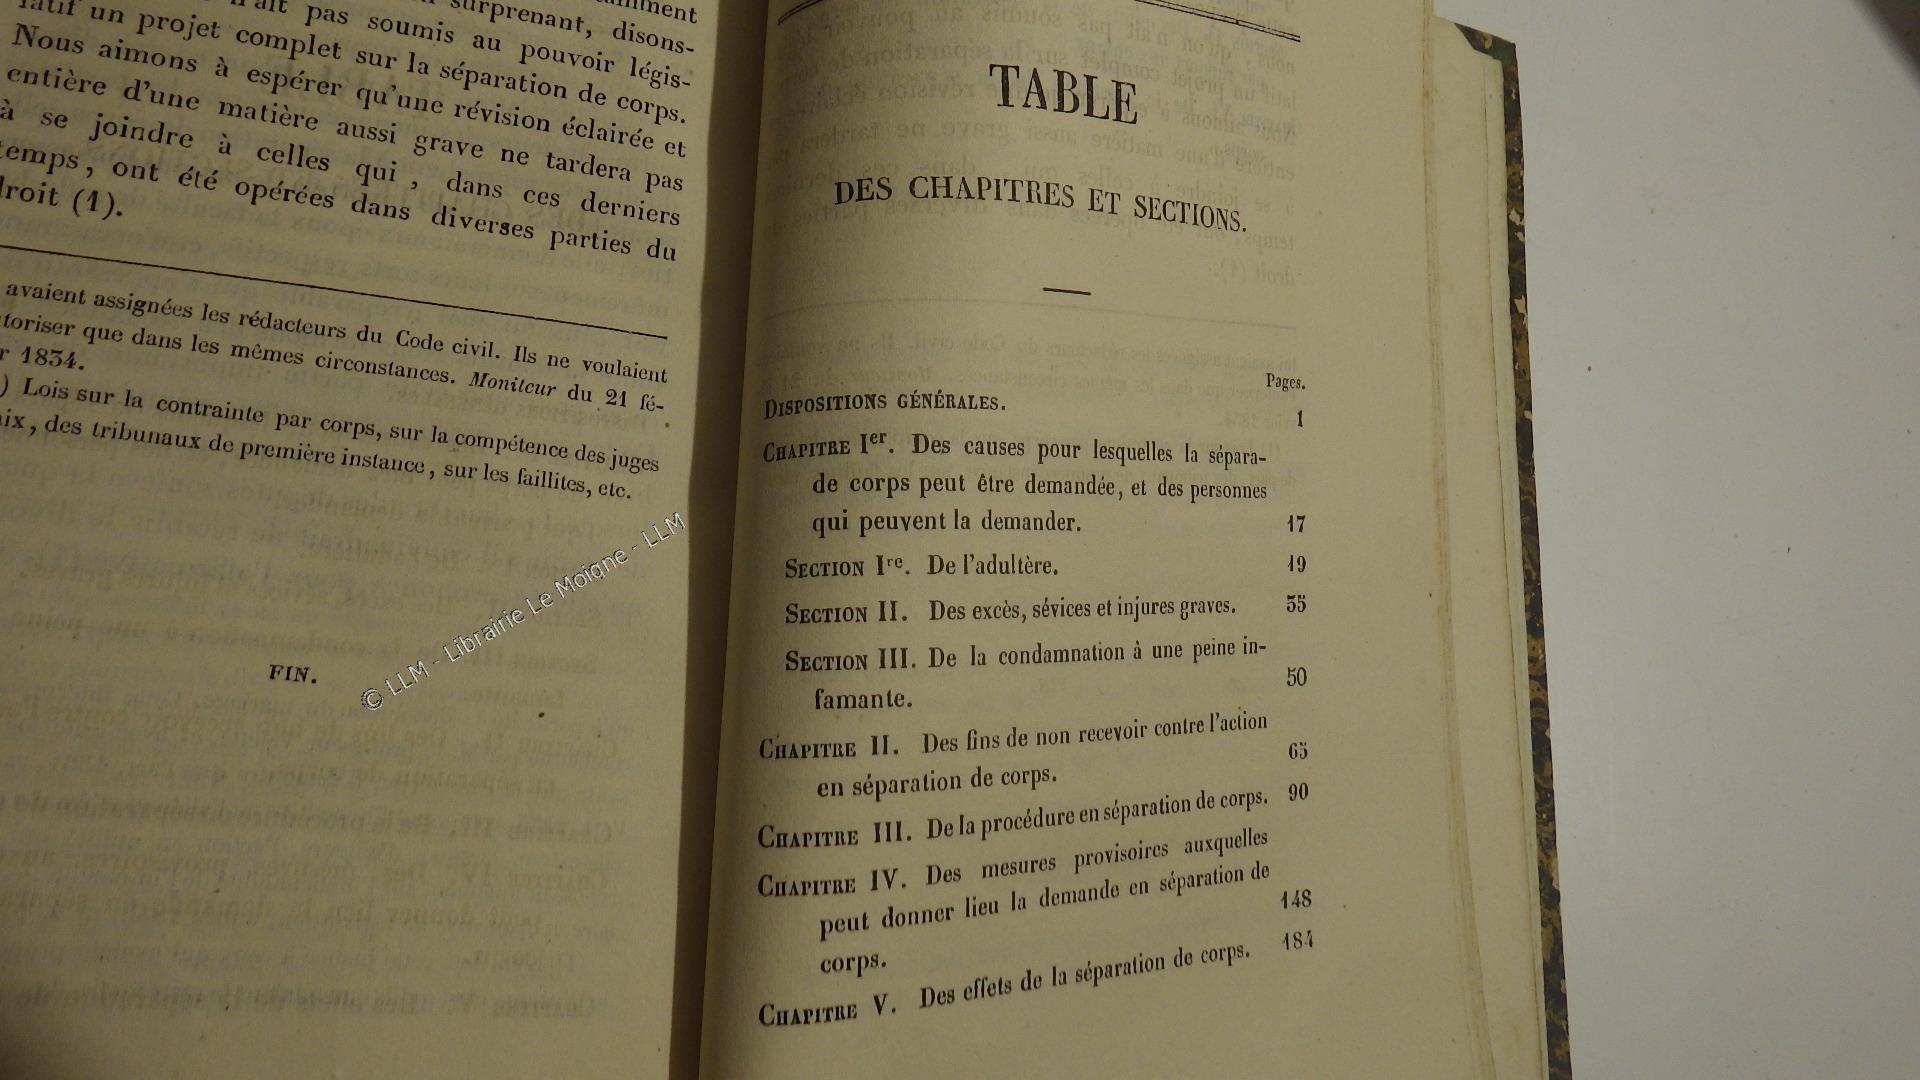 surprenant, disons-
n'ait pas soumis au pouvoir légis-
latif un projet complet sur la séparation de corps.
Nous aimons à espérer qu'une révision éclairée et
entière d'une matière aussi grave ne tardera pas
à se joindre à celles qui, dans ces derniers
temps, ont été opérées dans diverses parties du
droit (1).
avaient assignées les rédacteurs du Code civil. Ils ne voulaient
toriser que dans les mêmes circonstances. Moniteur du 21 fé-
r 1834.
) Lois sur la contrainte par corps, sur la compétence des juges
aix, des tribunaux de première instance, sur les faillites, etc.
FIN.
© LLM - Librairie Le Moigne - LLM
TABLE
DES CHAPITRES ET SECTIONS.
Pages.
DISPOSITIONS GÉNÉRALES. 1
CHAPITRE Ier. Des causes pour lesquelles la sépara-
de corps peut être demandée, et des personnes
qui peuvent la demander. 17
SECTION Ire. De l'adultère. 19
SECTION II. Des excès, sévices et injures graves. 35
SECTION III. De la condamnation à une peine in-
famante. 50
CHAPITRE II. Des fins de non recevoir contre l'action
en séparation de corps. 65
CHAPITRE III. De la procédure en séparation de corps. 90
CHAPITRE IV. Des mesures provisoires auxquelles
peut donner lieu la demande en séparation de
corps. 148
CHAPITRE V. Des effets de la séparation de corps. 184